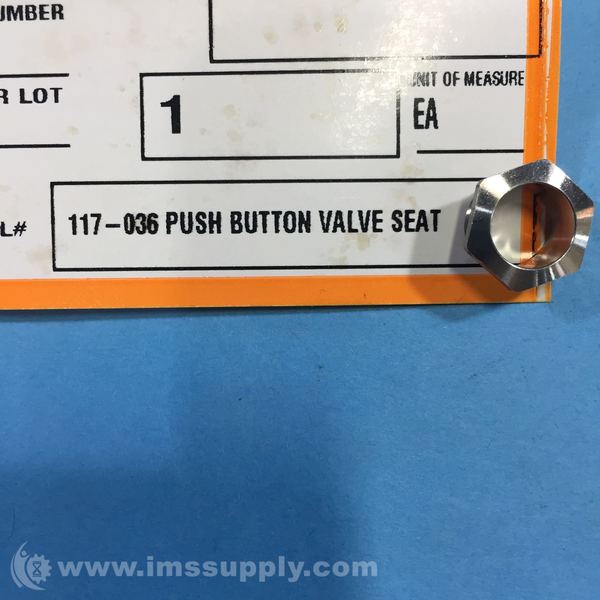 UMBER
R LOT
1
UNIT OF MEASURE
EA
L#
117-036 PUSH BUTTON VALVE SEAT
www.imssupply.com